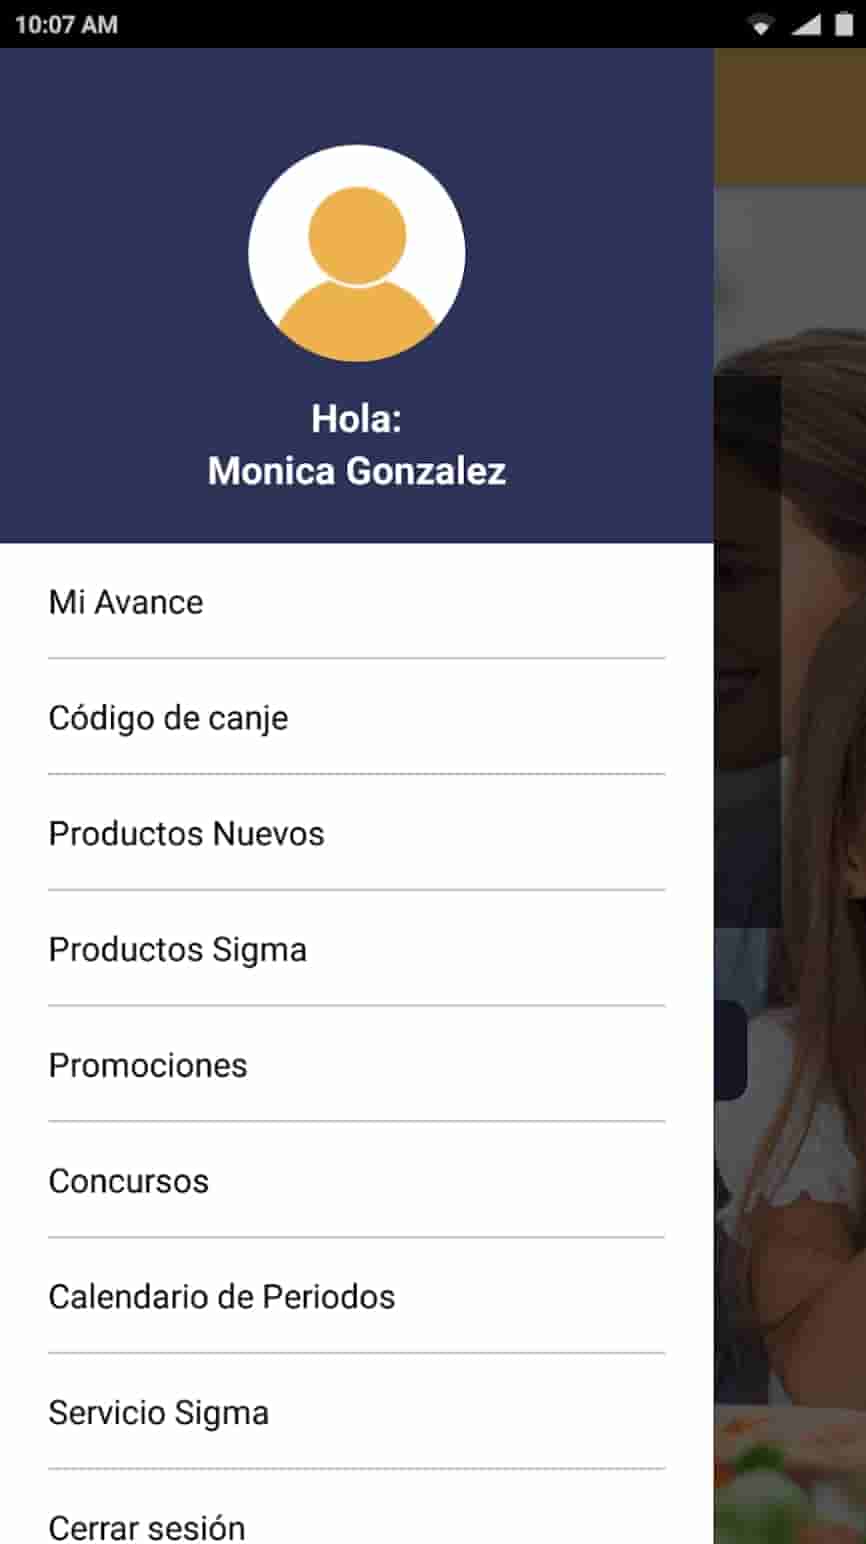 10:07 AM
Hola:
Monica Gonzalez
Mi Avance
Código de canje
Productos Nuevos
Productos Sigma
Promociones
Concursos
Calendario de Periodos
Servicio Sigma
Cerrar sesión